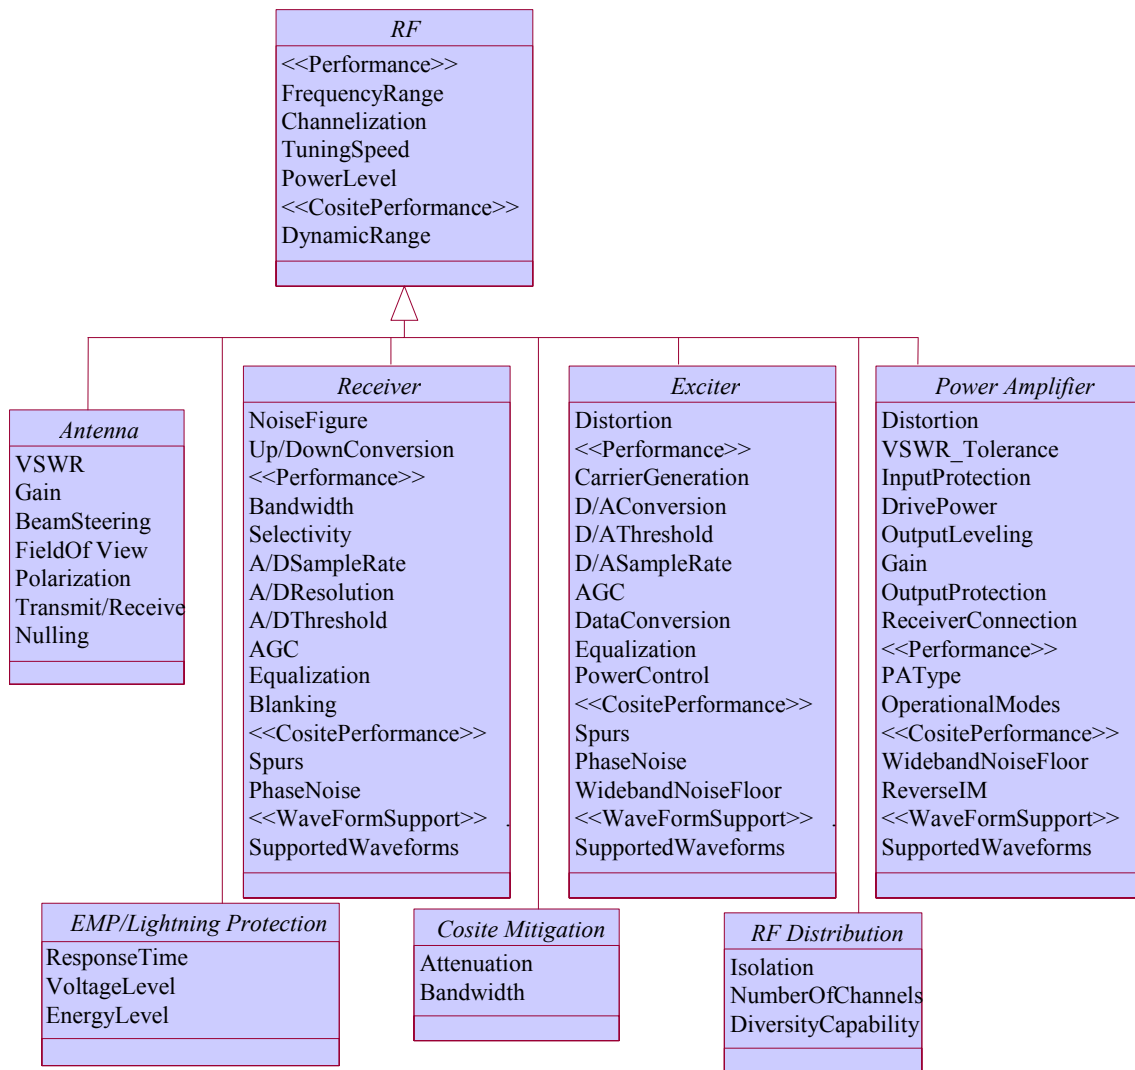 RF
<<Performance>>
FrequencyRange
Channelization
TuningSpeed
PowerLevel
<<CositePerformance>>
DynamicRange
Antenna
VSWR
Gain
BeamSteering
FieldOf View
Polarization
Transmit/Receive
Nulling
Receiver
NoiseFigure
Up/DownConversion
<<Performance>>
Bandwidth
Selectivity
A/DSampleRate
A/DResolution
A/DThreshold
AGC
Equalization
Blanking
<<CositePerformance>>
Spurs
PhaseNoise
<<WaveFormSupport>> .
SupportedWaveforms
Exciter
Distortion
<<Performance>>
CarrierGeneration
D/AConversion
D/AThreshold
D/ASampleRate
AGC
DataConversion
Equalization
PowerControl
<<CositePerformance>>
Spurs
PhaseNoise
WidebandNoiseFloor
<<WaveFormSupport>> .
SupportedWaveforms
Power Amplifier
Distortion
VSWR_Tolerance
InputProtection
DrivePower
OutputLeveling
Gain
OutputProtection
ReceiverConnection
<<Performance>>
PAType
OperationalModes
<<CositePerformance>>
WidebandNoiseFloor
ReverseIM
<<WaveFormSupport>>
SupportedWaveforms
EMP/Lightning Protection
ResponseTime
VoltageLevel
EnergyLevel
Cosite Mitigation
Attenuation
Bandwidth
RF Distribution
Isolation
NumberOfChannels
DiversityCapability